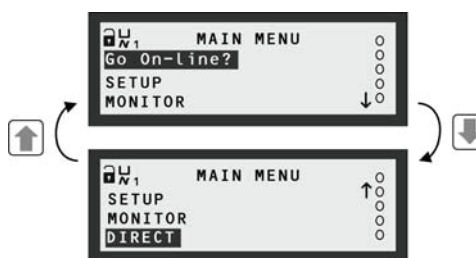 MAIN MENU
Go On-Line?
SETUP
MONITOR
MAIN MENU
SETUP
MONITOR
DIRECT